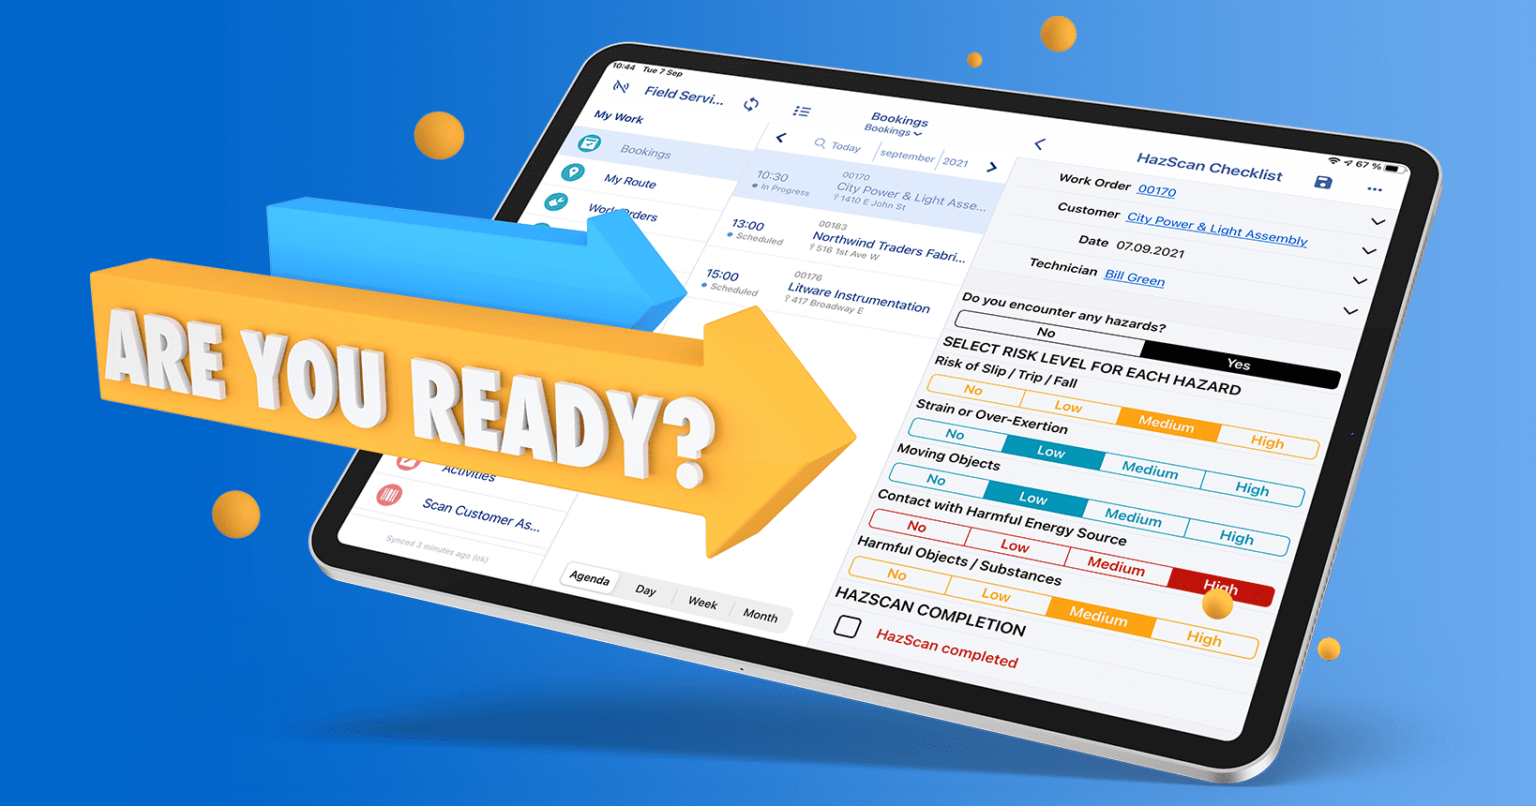 10:44 Tue 7 Sep
Field Servi...
My Work
Bookings
My Route
Work Orders
Activities
Scan Customer As...
Synced 3 minutes ago (ok)
Bookings
Bookings
Today
september
2021
10:30
In Progress
00170
City Power & Light Asse...
1410 E John St
13:00
Scheduled
00183
Northwind Traders Fabri...
516 1st Ave W
15:00
Scheduled
00176
Litware Instrumentation
417 Broadway E
Agenda
Day
Week
Month
ARE YOU READY?
67 %
HazScan Checklist
Work Order 00170
Customer City Power & Light Assembly
Date 07.09.2021
Technician Bill Green
Do you encounter any hazards?
No Yes
SELECT RISK LEVEL FOR EACH HAZARD
Risk of Slip / Trip / Fall
No Low Medium High
Strain or Over-Exertion
No Low Medium High
Moving Objects
No Low Medium High
Contact with Harmful Energy Source
No Low Medium High
Harmful Objects / Substances
No Low Medium High
HAZSCAN COMPLETION
HazScan completed